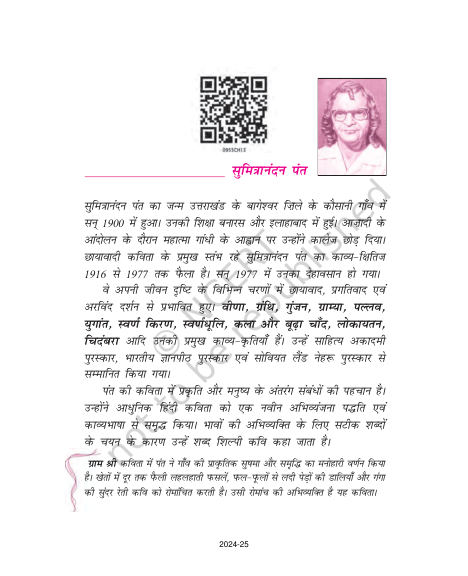 0955CH13
सुमित्रानंदन पंत
सुमित्रानंदन पंत का जन्म उत्तराखंड के बागेश्वर ज़िले के कौसानी गाँव में
सन् 1900 में हुआ। उनकी शिक्षा बनारस और इलाहाबाद में हुई। आज़ादी के
आंदोलन के दौरान महात्मा गांधी के आह्वान पर उन्होंने कालेज छोड़ दिया।
छायावादी कविता के प्रमुख स्तंभ रहे सुमित्रानंदन पंत का काव्य-क्षितिज
1916 से 1977 तक फैला है। सन् 1977 में उनका देहावसान हो गया।
वे अपनी जीवन दृष्टि के विभिन्न चरणों में छायावाद, प्रगतिवाद एवं
अरविंद दर्शन से प्रभावित हुए। वीणा, ग्रंथि, गुंजन, ग्राम्या, पल्लव,
युगांत, स्वर्ण किरण, स्वर्णधूलि, कला और बूढ़ा चाँद, लोकायतन,
चिदंबरा आदि उनकी प्रमुख काव्य-कृतियाँ हैं। उन्हें साहित्य अकादमी
पुरस्कार, भारतीय ज्ञानपीठ पुरस्कार एवं सोवियत लैंड नेहरू पुरस्कार से
सम्मानित किया गया।
पंत की कविता में प्रकृति और मनुष्य के अंतरंग संबंधों की पहचान है।
उन्होंने आधुनिक हिंदी कविता को एक नवीन अभिव्यंजना पद्धति एवं
काव्यभाषा से समृद्ध किया। भावों की अभिव्यक्ति के लिए सटीक शब्दों
के चयन के कारण उन्हें शब्द शिल्पी कवि कहा जाता है।
ग्राम श्री कविता में पंत ने गाँव की प्राकृतिक सुषमा और समृद्धि का मनोहारी वर्णन किया
है। खेतों में दूर तक फैली लहलहाती फसलें, फल-फूलों से लदी पेड़ों की डालियाँ और गंगा
की सुंदर रेती कवि को रोमांचित करती है। उसी रोमांच की अभिव्यक्ति है यह कविता।
© NCERT
not to be republished
2024-25